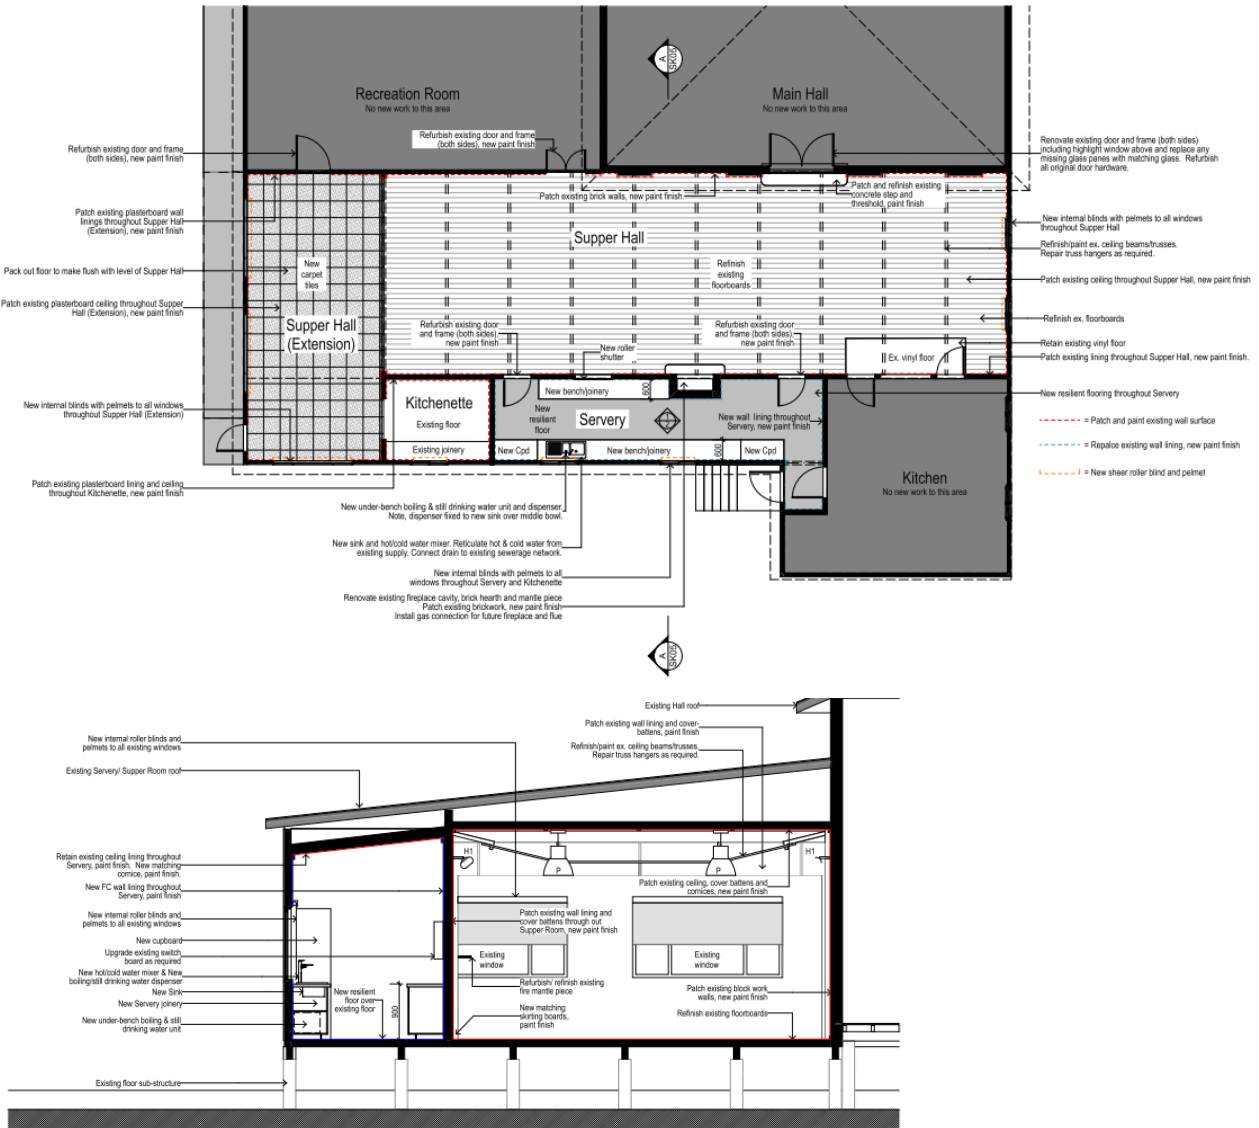 Recreation Room
No new work to this area
Main Hall
No new work to this area
A
SK05
Refurbish existing door and frame
(both sides), new paint finish
Refurbish existing door and frame
(both sides), new paint finish
Renovate existing door and frame (both sides)
including highlight window above and replace any
missing glass panes with matching glass. Refurbish
all original door hardware.
Patch existing brick walls, new paint finish.
Patch and refinish existing
concrete step and
threshold, paint finish
Patch existing plasterboard wall
linings throughout Supper Hall
(Extension), new paint finish
New internal blinds with pelmets to all windows
throughout Supper Hall
Supper Hall
Refinish/paint ex. ceiling beams/trusses.
Repair truss hangers as required.
Pack out floor to make flush with level of Supper Hall
New
carpet
tiles
Refinish
existing
floorboards
Patch existing ceiling throughout Supper Hall, new paint finish
Patch existing plasterboard ceiling throughout Supper
Hall (Extension), new paint finish
Supper Hall
(Extension)
Refurbish existing door
and frame (both sides),
new paint finish
Refurbish existing door
and frame (both sides),
new paint finish
Refinish ex. floorboards
Retain existing vinyl floor
New roller
shutter
Ex. vinyl floor
Patch existing lining throughout Supper Hall, new paint finish.
New internal blinds with pelmets to all windows
throughout Supper Hall (Extension)
Kitchenette
Existing floor
Existing joinery
New bench/joinery
600
New
resilient
floor
Servery
New wall lining throughout
Servery, new paint finish
New resilient flooring throughout Servery
= Patch and paint existing wall surface
= Repalce existing wall lining, new paint finish
= New sheer roller blind and pelmet
New Cpd
New bench/joinery
600
New Cpd
Kitchen
No new work to this area
Patch existing plasterboard lining and ceiling
throughout Kitchenette, new paint finish
New under-bench boiling & still drinking water unit and dispenser.
Note, dispenser fixed to new sink over middle bowl.
New sink and hot/cold water mixer. Reticulate hot & cold water from
existing supply. Connect drain to existing sewerage network.
New internal blinds with pelmets to all
windows throughout Servery and Kitchenette
Renovate existing fireplace cavity, brick hearth and mantle piece
Patch existing brickwork, new paint finish
Install gas connection for future fireplace and flue
A
SK05
Existing Hall roof
Patch existing wall lining and cover-
battens, paint finish
Refinish/paint ex. ceiling beams/trusses.
Repair truss hangers as required.
New internal roller blinds and
pelmets to all existing windows
Existing Servery/ Supper Room roof
H1
P
P
H1
Retain existing ceiling lining throughout
Servery, paint finish. New matching
cornice, paint finish.
New FC wall lining throughout
Servery, paint finish
Patch existing ceiling, cover battens and
cornices, new paint finish
New internal roller blinds and
pelmets to all existing windows
Patch existing wall lining and
cover battens through out
Supper Room, new paint finish
New cupboard
Upgrade existing switch
board as required
Existing
window
Existing
window
New hot/cold water mixer & New
boiling/still drinking water dispenser
New Sink
New Servery joinery
New resilient
floor over
existing floor
900
Refurbish/ refinish existing
fire mantle piece
Patch existing block work
walls, new paint finish
New matching
skirting boards,
paint finish
Refinish existing floorboards
New under-bench boiling & still
drinking water unit
Existing floor sub-structure